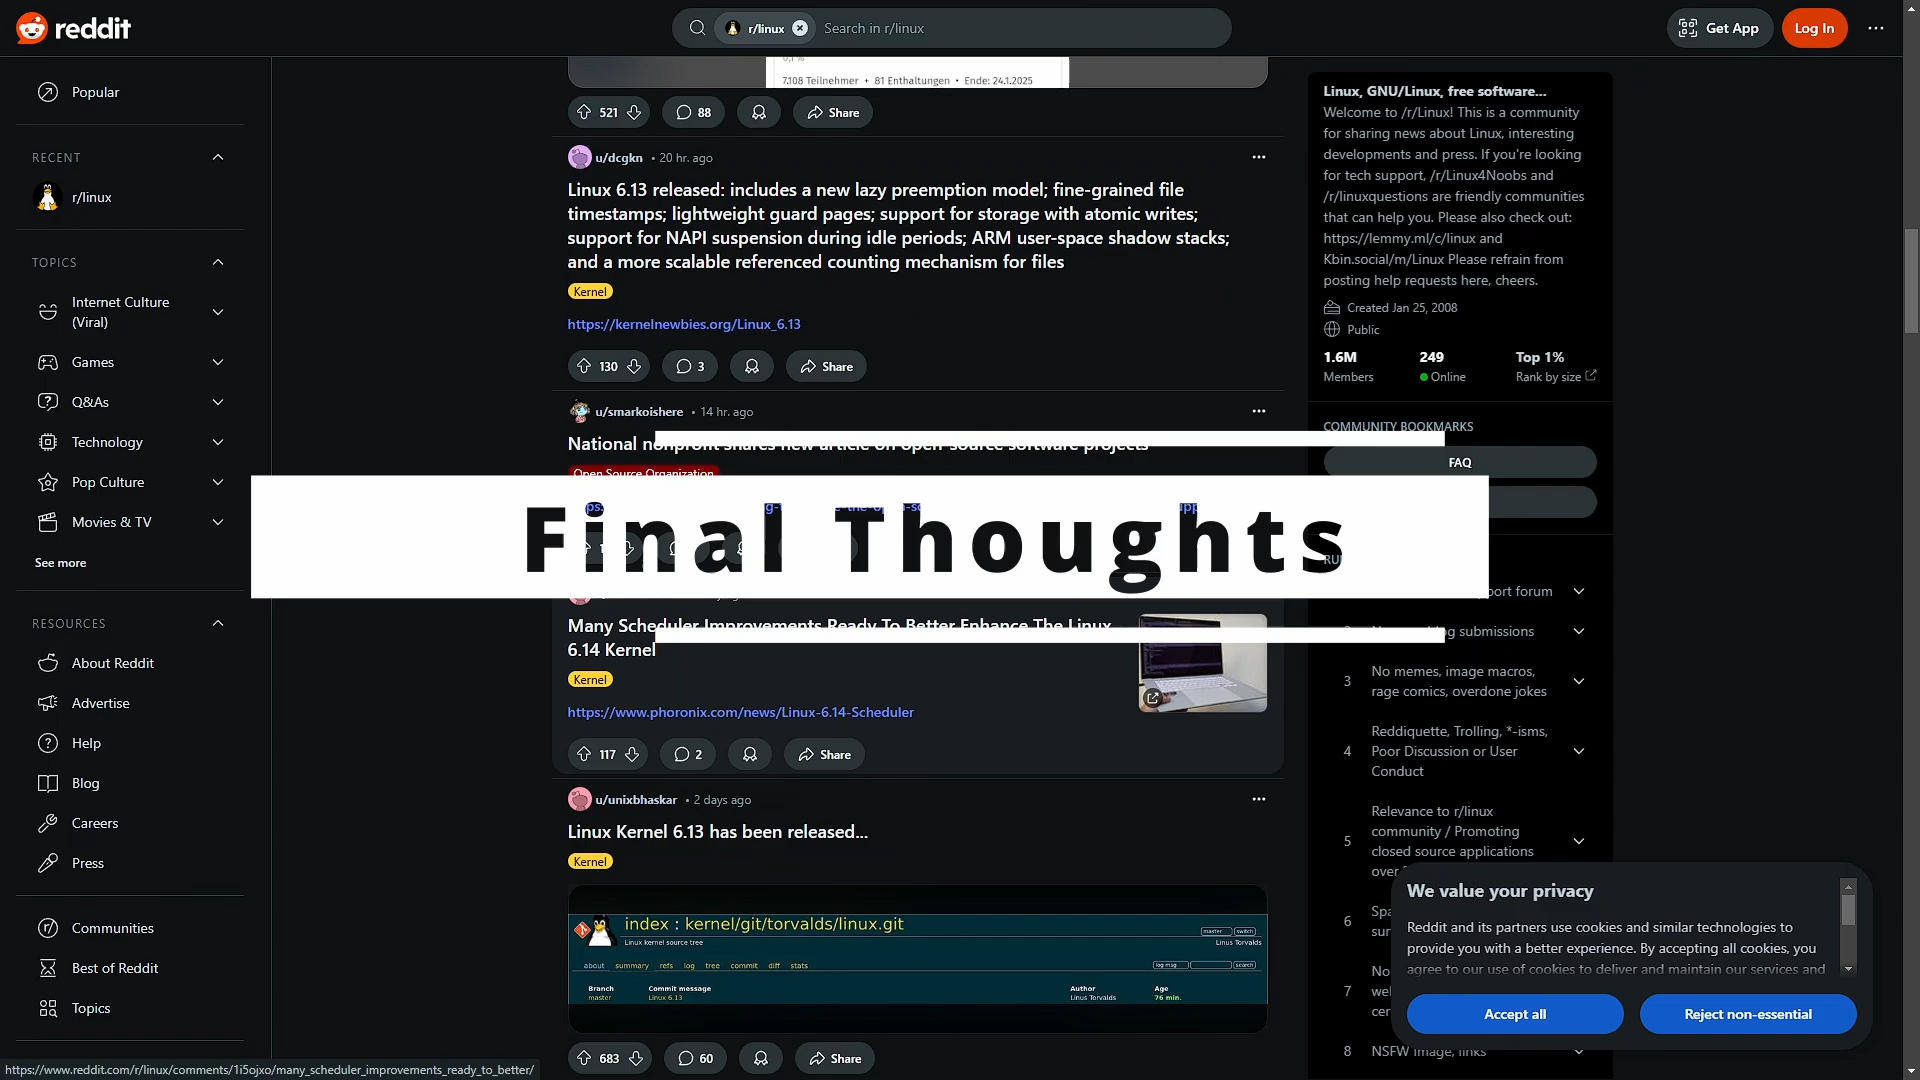 reddit
r/linux
Search in r/linux
Get App
Log In
Popular
RECENT
r/linux
TOPICS
Internet Culture
(Viral)
Games
Q&As
Technology
Pop Culture
Movies & TV
See more
RESOURCES
About Reddit
Advertise
Help
Blog
Careers
Press
Communities
Best of Reddit
Topics
https://www.reddit.com/r/linux/comments/1i5ojxo/many_scheduler_improvements_ready_to_better/
7.108 Teilnehmer • 81 Enthaltungen • Ende: 24.1.2025
521
88
Share
u/dcgkn • 20 hr. ago
Linux 6.13 released: includes a new lazy preemption model; fine-grained file
timestamps; lightweight guard pages; support for storage with atomic writes;
support for NAPI suspension during idle periods; ARM user-space shadow stacks;
and a more scalable referenced counting mechanism for files
Kernel
https://kernelnewbies.org/Linux_6.13
130
3
Share
u/smarkoishere • 14 hr. ago
National nonprofit shares new article on open-source software projects
Open Source Organization
Final Thoughts
Many Scheduler Improvements Ready To Better Enhance The Linux
6.14 Kernel
Kernel
https://www.phoronix.com/news/Linux-6.14-Scheduler
117
2
Share
u/unixbhaskar • 2 days ago
Linux Kernel 6.13 has been released...
Kernel
index : kernel/git/torvalds/linux.git
Linux kernel source tree
master switch
Linus Torvalds
about summary refs log tree commit diff stats
log msg search
Branch Commit message Author Age
master Linux 6.13 Linus Torvalds 76 min.
683
60
Share
Linux, GNU/Linux, free software...
Welcome to /r/Linux! This is a community
for sharing news about Linux, interesting
developments and press. If you're looking
for tech support, /r/Linux4Noobs and
/r/linuxquestions are friendly communities
that can help you. Please also check out:
https://lemmy.ml/c/linux and
Kbin.social/m/Linux Please refrain from
posting help requests here, cheers.
Created Jan 25, 2008
Public
1.6M 249 Top 1%
Members Online Rank by size
COMMUNITY BOOKMARKS
FAQ
forum
submissions
3
No memes, image macros,
rage comics, overdone jokes
4
Reddiquette, Trolling, *-isms,
Poor Discussion or User
Conduct
5
Relevance to r/linux
community / Promoting
closed source applications
6
7
8 NSFW
links
We value your privacy
Reddit and its partners use cookies and similar technologies to
provide you with a better experience. By accepting all cookies, you
agree to our use of cookies to deliver and maintain our services and
Accept all
Reject non-essential